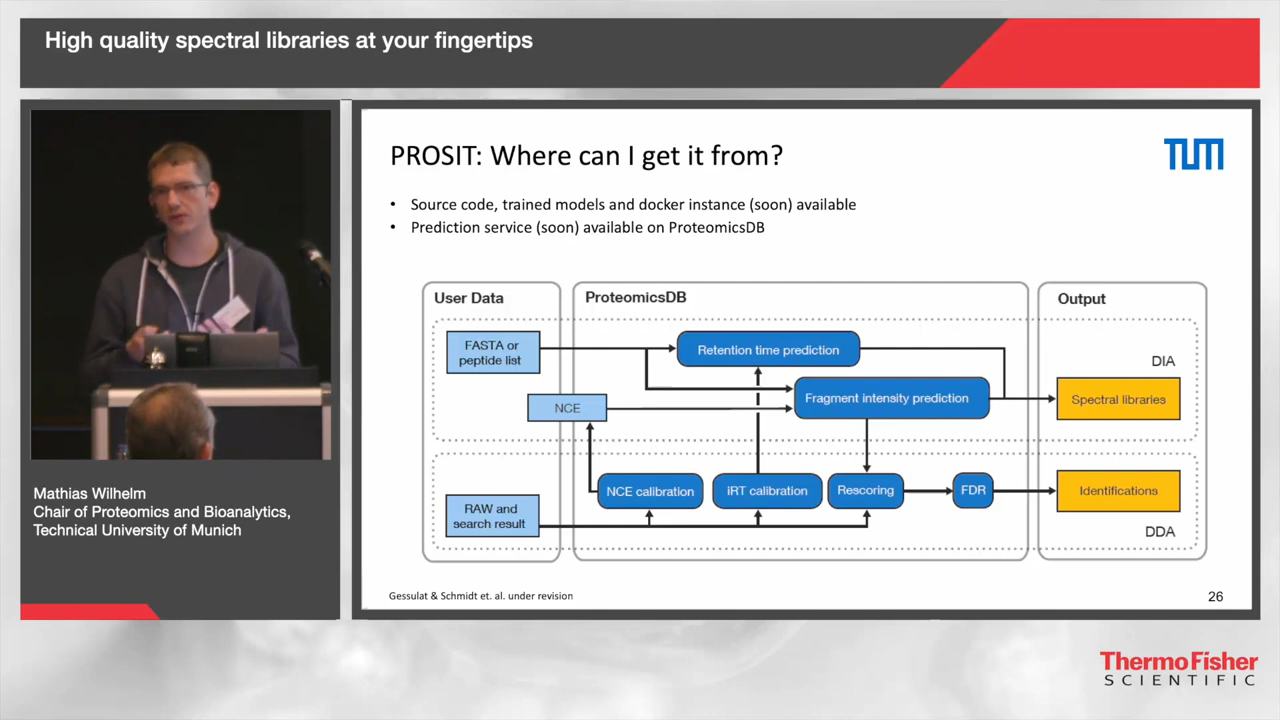 High quality spectral libraries at your fingertips
PROSIT: Where can I get it from?
TUM
• Source code, trained models and docker instance (soon) available
• Prediction service (soon) available on ProteomicsDB
User Data
ProteomicsDB
Output
FASTA or
peptide list
Retention time prediction
DIA
NCE
Fragment intensity prediction
Spectral libraries
RAW and
search result
NCE calibration
iRT calibration
Rescoring
FDR
Identifications
DDA
Gessulat & Schmidt et. al. under revision
26
Mathias Wilhelm
Chair of Proteomics and Bioanalytics,
Technical University of Munich
ThermoFisher
SCIENTIFIC